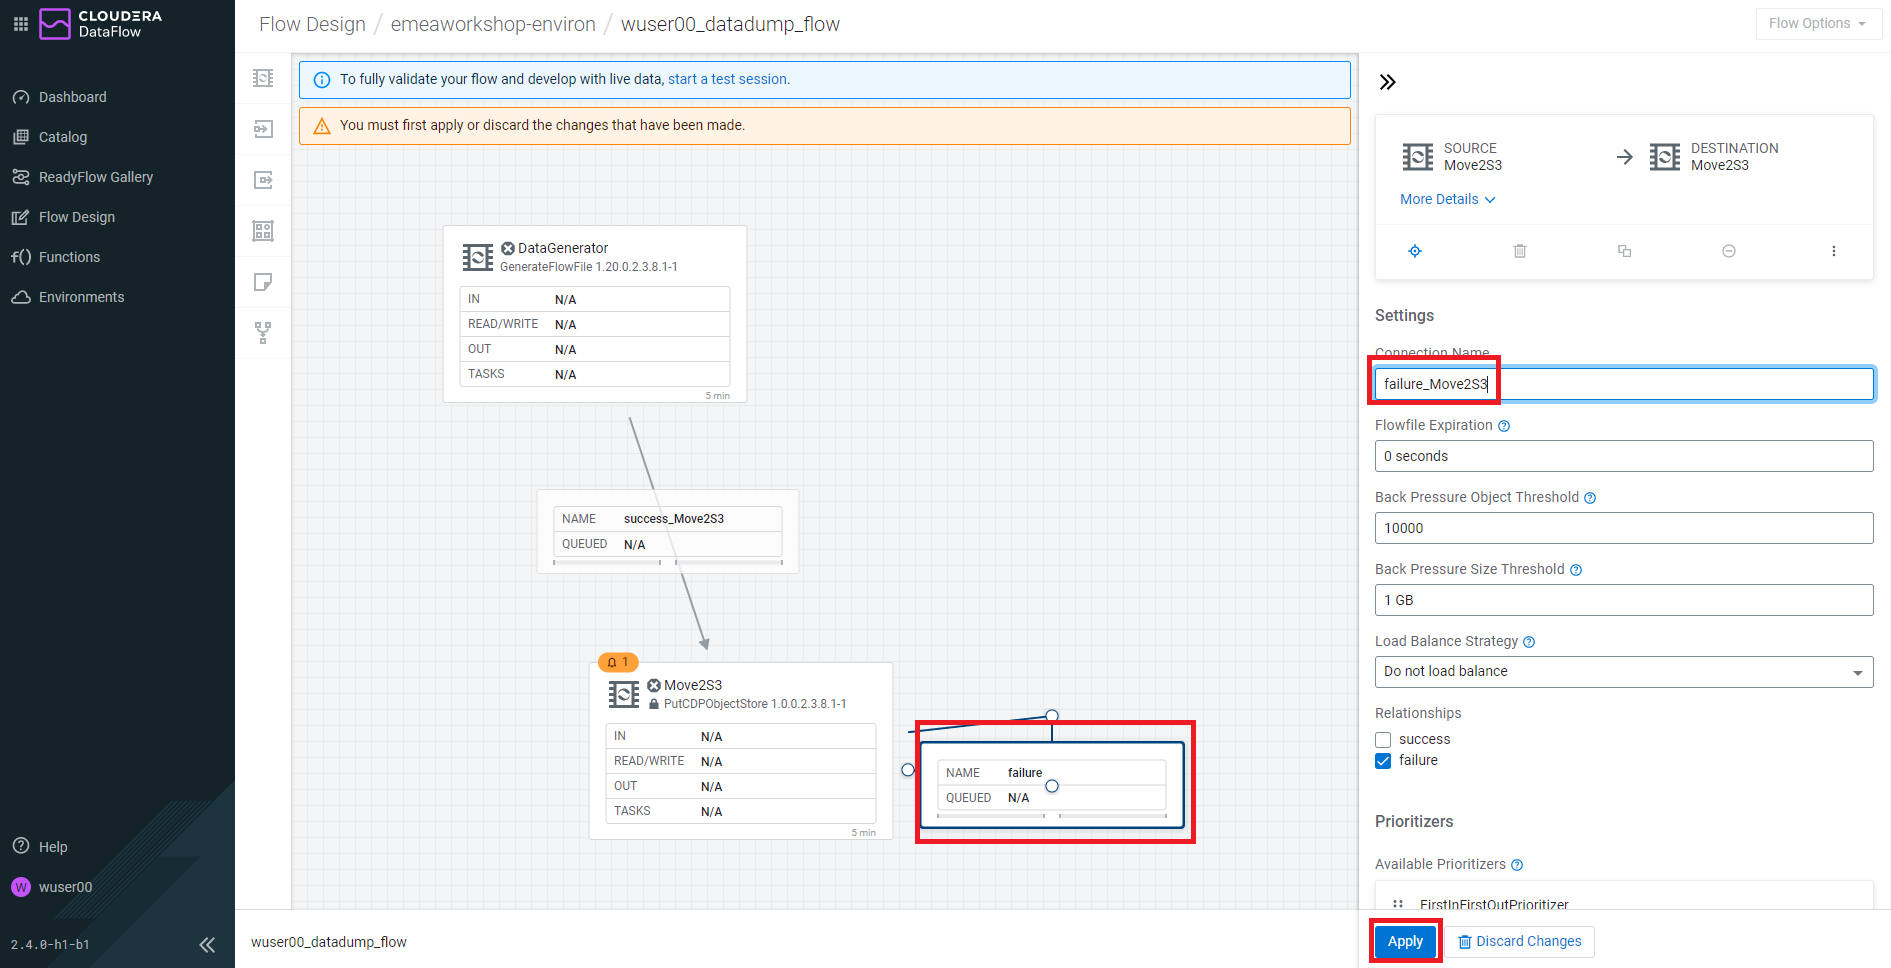 CLOUDERA
DataFlow
Dashboard
Catalog
ReadyFlow Gallery
Flow Design
f() Functions
Environments
Help
W wuser00
2.4.0-h1-b1
Flow Design / emeaworkshop-environ / wuser00_datadump_flow
Flow Options
To fully validate your flow and develop with live data, start a test session.
You must first apply or discard the changes that have been made.
DataGenerator
GenerateFlowFile 1.20.0.2.3.8.1-1
IN N/A
READ/WRITE N/A
OUT N/A
TASKS N/A
5 min
NAME success_Move2S3
QUEUED N/A
1
Move2S3
PutCDPObjectStore 1.0.0.2.3.8.1-1
IN N/A
READ/WRITE N/A
OUT N/A
TASKS N/A
5 min
NAME failure
QUEUED N/A
wuser00_datadump_flow
SOURCE
Move2S3
DESTINATION
Move2S3
More Details
Settings
Connection Name
failure_Move2S3
Flowfile Expiration
0 seconds
Back Pressure Object Threshold
10000
Back Pressure Size Threshold
1 GB
Load Balance Strategy
Do not load balance
Relationships
success
failure
Prioritizers
Available Prioritizers
FirstInFirstOutPrioritizer
Apply
Discard Changes